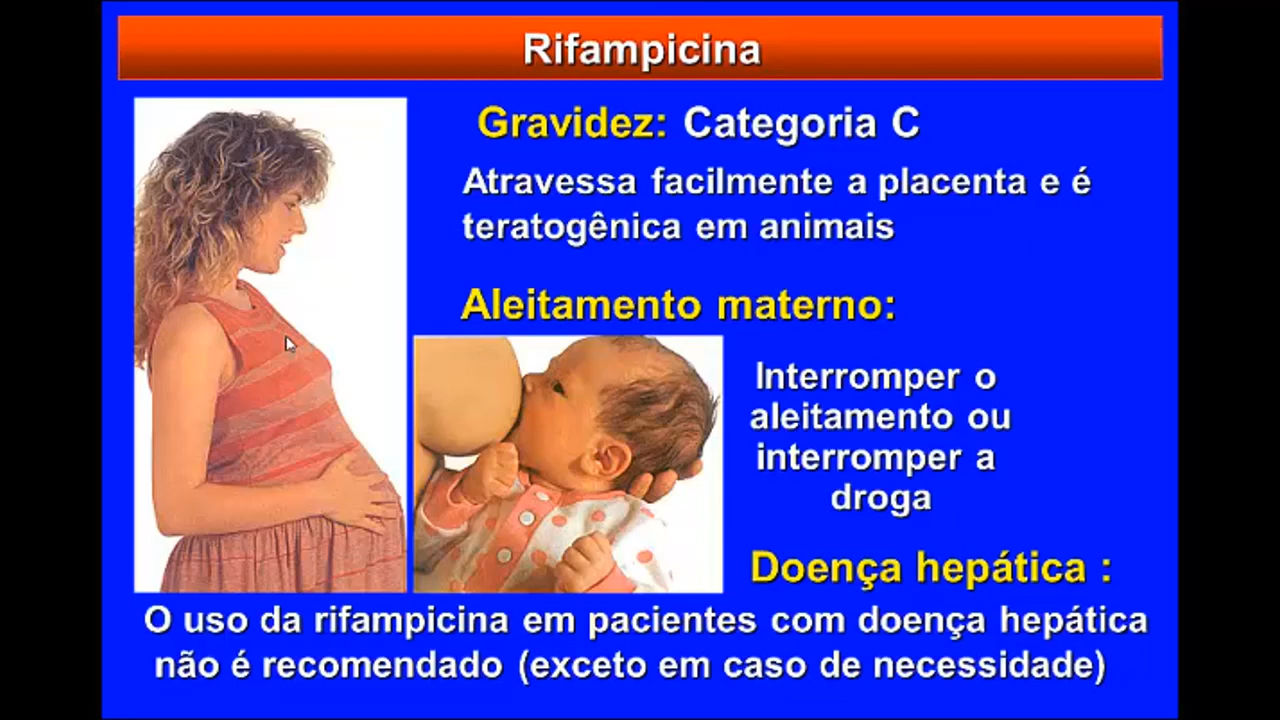 Rifampicina
Gravidez: Categoria C
Atravessa facilmente a placenta e é
teratogênica em animais
Aleitamento materno:
Interromper o
aleitamento ou
interromper a
droga
Doença hepática :
O uso da rifampicina em pacientes com doença hepática
não é recomendado (exceto em caso de necessidade)